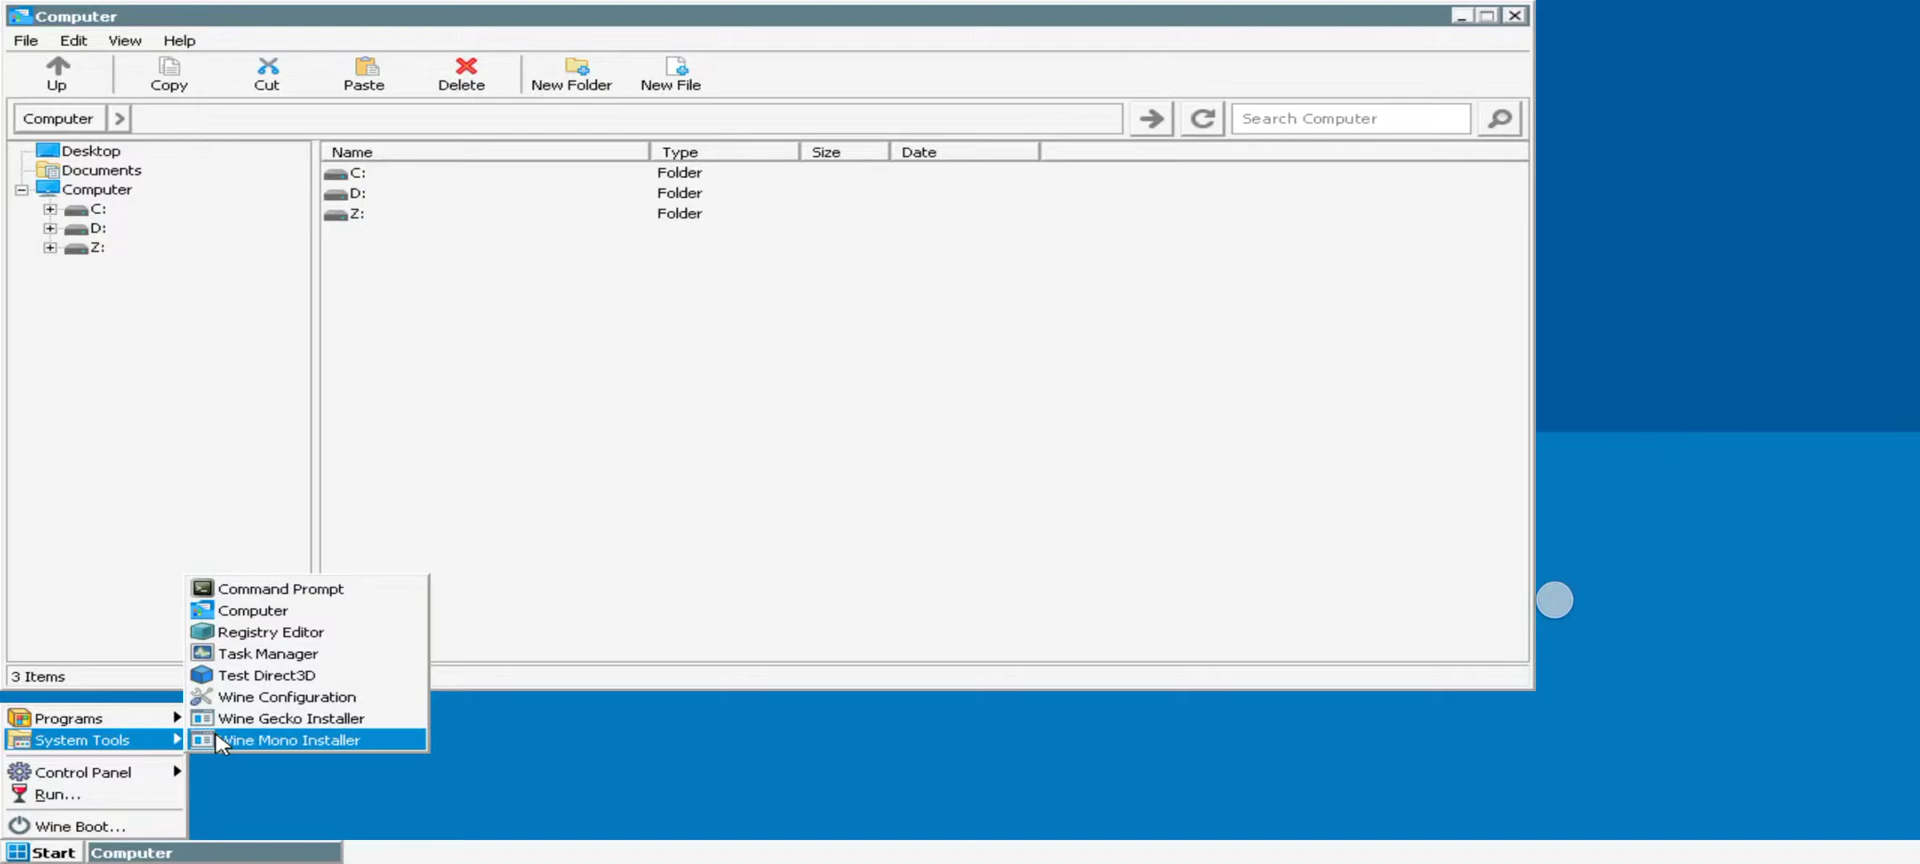 Computer
File Edit View Help
Up Copy Cut Paste Delete New Folder New File
Computer Search Computer
Desktop
Documents
Computer
C:
D:
Z:
Name Type Size Date
C: Folder
D: Folder
Z: Folder
Command Prompt
Computer
Registry Editor
Task Manager
Test Direct3D
Wine Configuration
Wine Gecko Installer
Wine Mono Installer
3 Items
Programs
System Tools
Control Panel
Run...
Wine Boot...
Start Computer